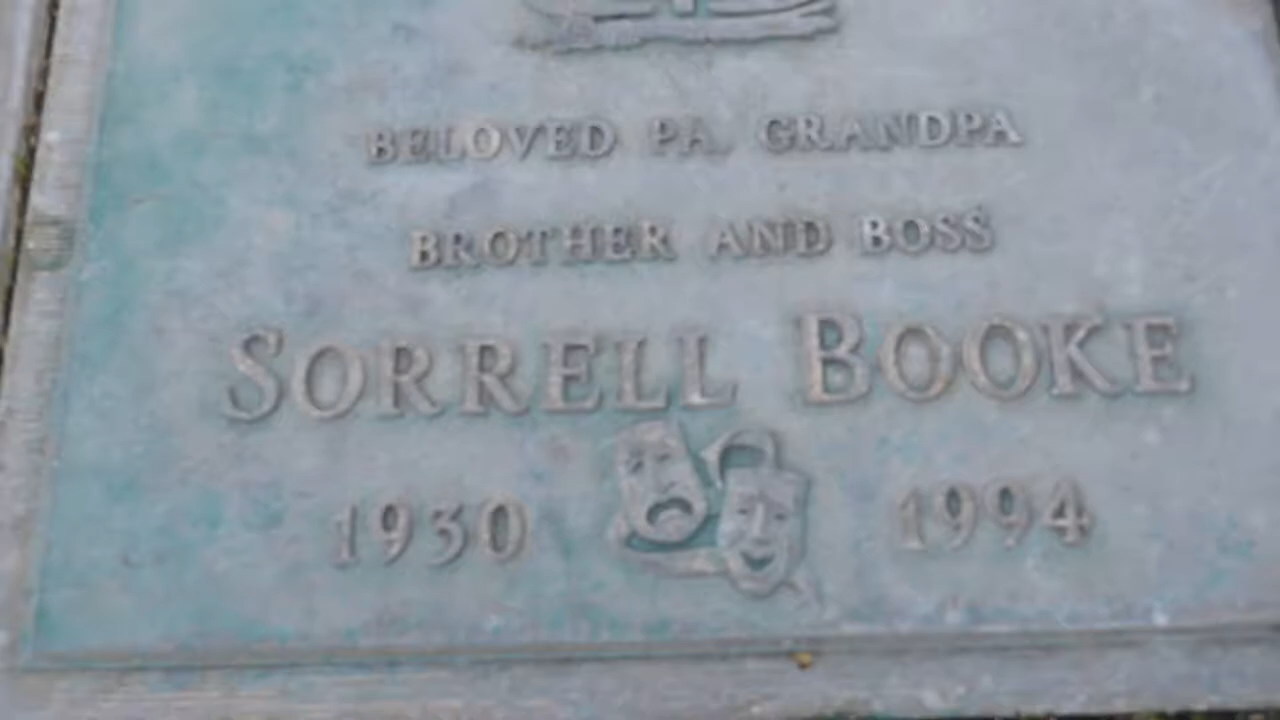 BELOVED PA, GRANDPA
BROTHER AND BOSS
SORRELL BOOKE
1930 1994